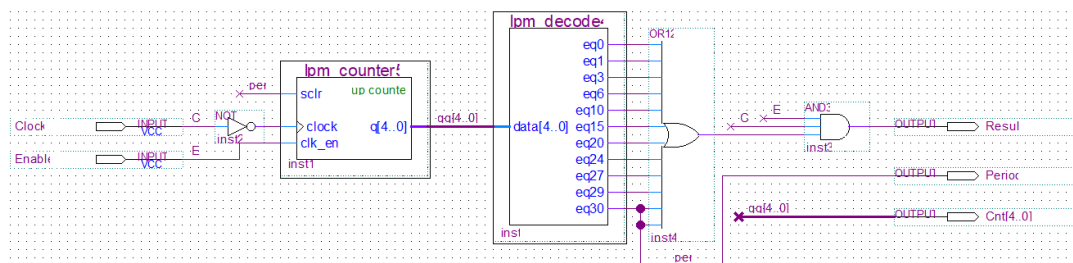 lpm_decode
OR12
eq0
lpm_counter5
eq1
per
up counte
eq3
sclr
eq6
AND3
NOT
eq10
E
Clock
INPUT
VCC
C
clock
q[4..0]
qq[4..0]
data[4..0]
eq15
C
OUTPUT
Resul
inst2
clk_en
eq20
inst3
Enable
INPUT
VCC
E
inst1
eq24
eq27
OUTPUT
Period
eq29
eq30
qq[4..0]
OUTPUT
Cnt[4..0]
inst
inst4
per